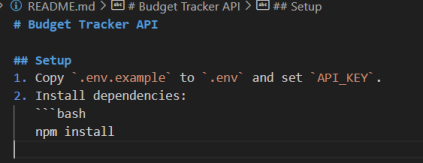 README.md > # Budget Tracker API > ## Setup
# Budget Tracker API
## Setup
1. Copy `.env.example` to `.env` and set `API_KEY`.
2. Install dependencies:
```bash
npm install